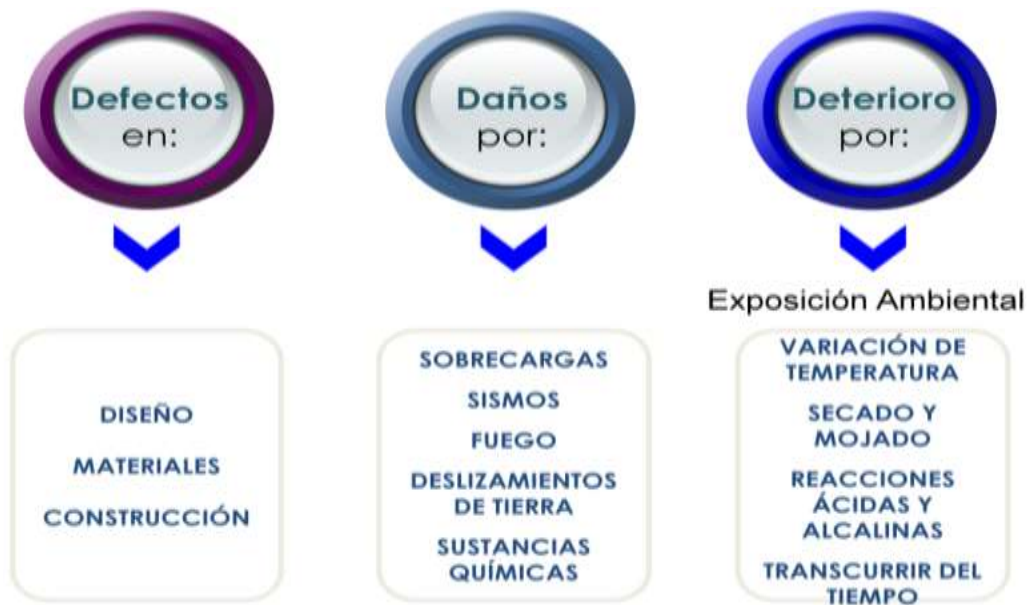 Defectos
en:
DISEÑO
MATERIALES
CONSTRUCCIÓN
Daños
por:
SOBRECARGAS
SISMOS
FUEGO
DESLIZAMIENTOS
DE TIERRA
SUSTANCIAS
QUÍMICAS
Deterioro
por:
Exposición Ambiental
VARIACIÓN DE
TEMPERATURA
SECADO Y
MOJADO
REACCIONES
ÁCIDAS Y
ALCALINAS
TRANSCURRIR DEL
TIEMPO